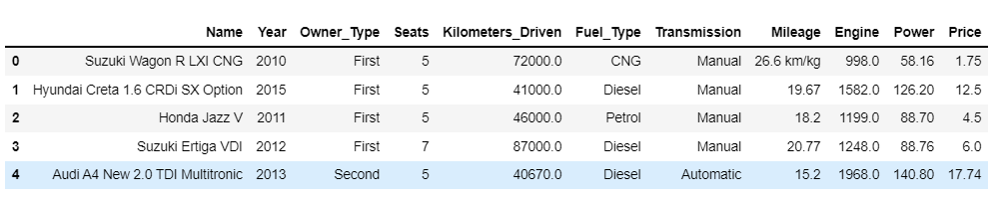 Name Year Owner_Type Seats Kilometers_Driven Fuel_Type Transmission Mileage Engine Power Price
0 Suzuki Wagon R LXI CNG 2010 First 5 72000.0 CNG Manual 26.6 km/kg 998.0 58.16 1.75
1 Hyundai Creta 1.6 CRDi SX Option 2015 First 5 41000.0 Diesel Manual 19.67 1582.0 126.20 12.5
2 Honda Jazz V 2011 First 5 46000.0 Petrol Manual 18.2 1199.0 88.70 4.5
3 Suzuki Ertiga VDI 2012 First 7 87000.0 Diesel Manual 20.77 1248.0 88.76 6.0
4 Audi A4 New 2.0 TDI Multitronic 2013 Second 5 40670.0 Diesel Automatic 15.2 1968.0 140.80 17.74